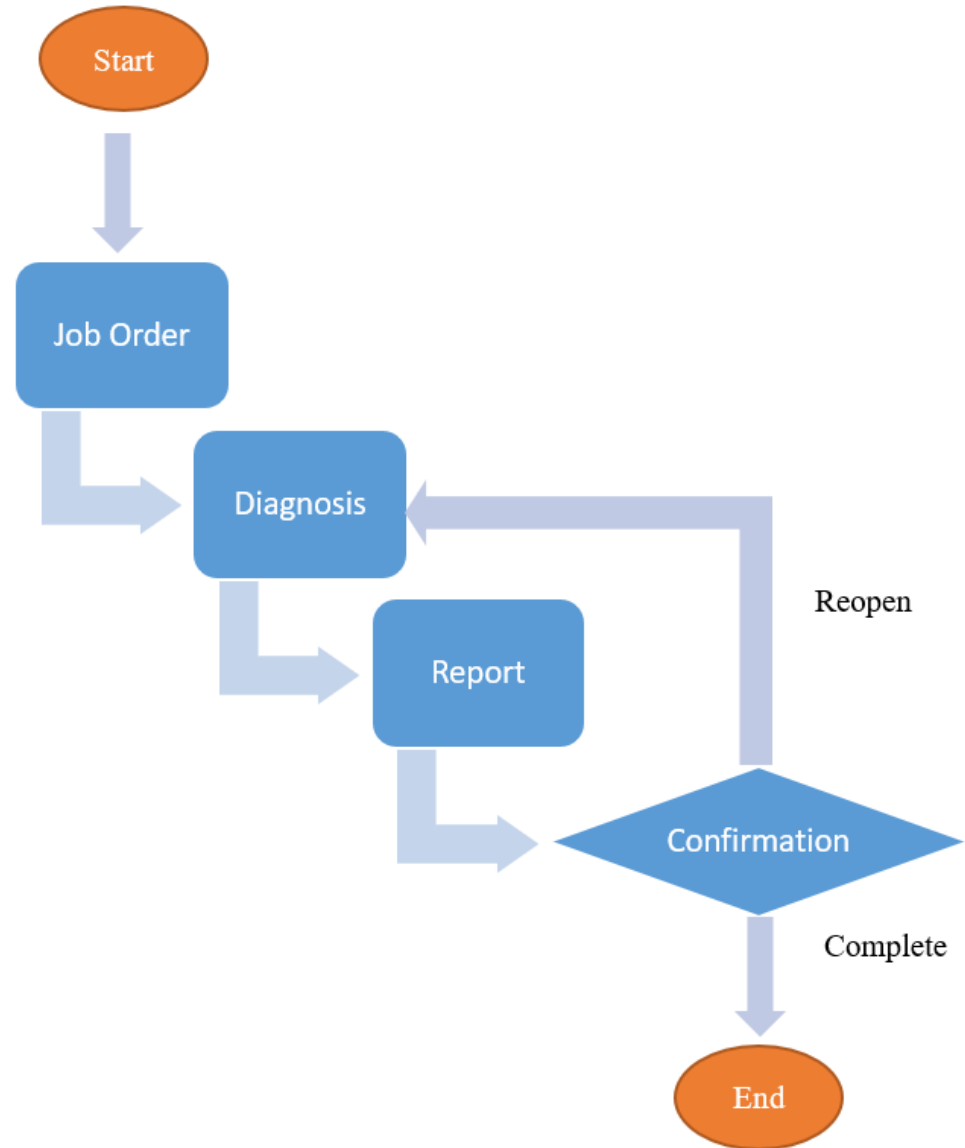 Start
Job Order
Diagnosis
Reopen
Report
Confirmation
Complete
End